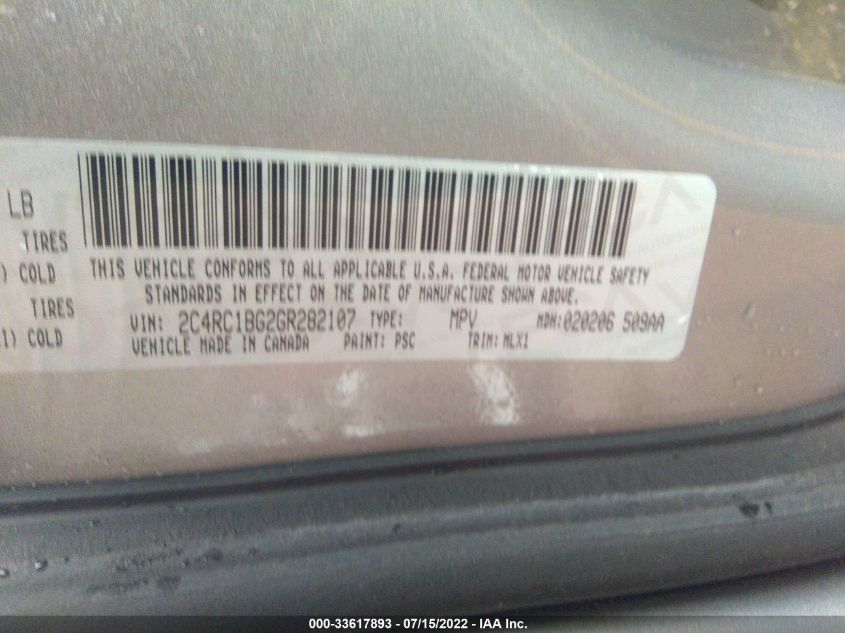 LB
TIRES
) COLD
TIRES
I) COLD
THIS VEHICLE CONFORMS TO ALL APPLICABLE U.S.A. FEDERAL MOTOR VEHICLE SAFETY
STANDARDS IN EFFECT ON THE DATE OF MANUFACTURE SHOWN ABOVE.
VIN: 2C4RC1BG2GR282107 TYPE: MPV MDH:020206 509AA
VEHICLE MADE IN CANADA PAINT: PSC TRIM: MLX1
000-33617893 - 07/15/2022 - IAA Inc.